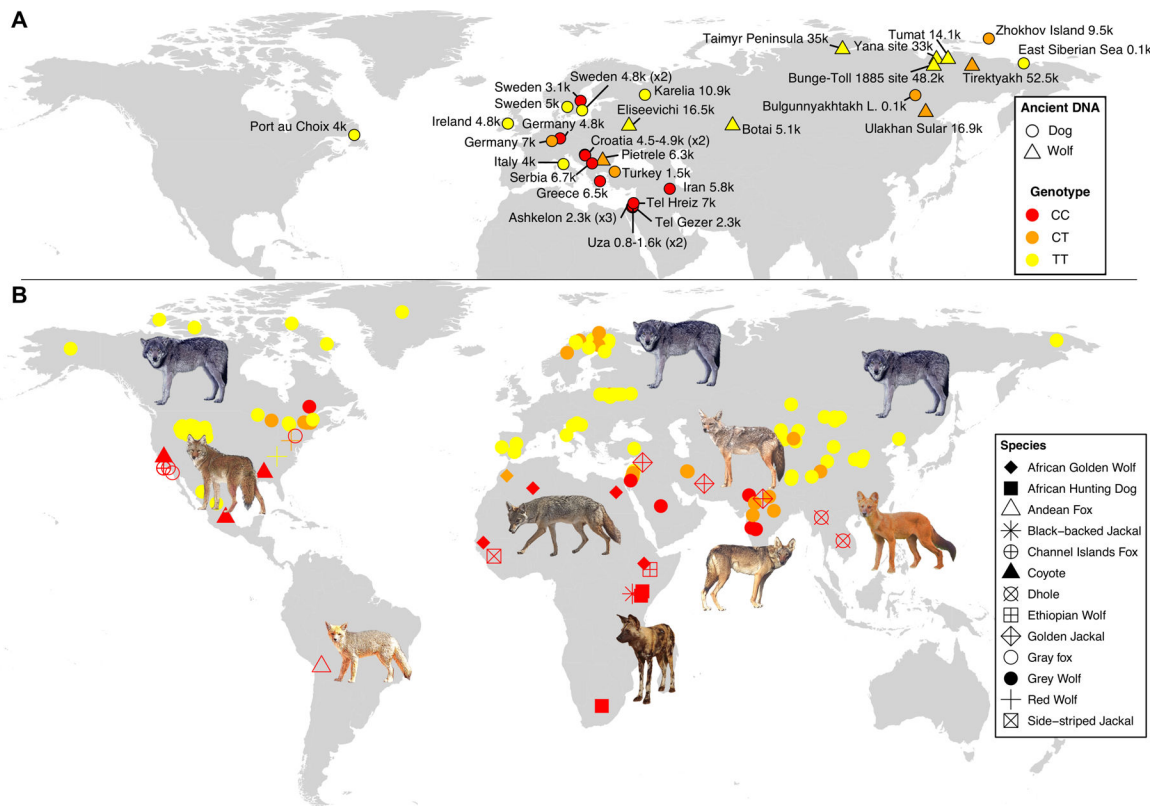 A
Zhokhov Island 9.5k
Tumat 14.1k
Taimyr Peninsula 35k
Yana site 33k
East Siberian Sea 0.1k
Bunge-Toll 1885 site 48.2k
Tirektyakh 52.5k
Sweden 4.8k (x2)
Sweden 3.1k
Karelia 10.9k
Sweden 5k
Eliseevichi 16.5k
Bulgunnyakhtakh L. 0.1k
Port au Choix 4k
Ireland 4.8k
Germany 4.8k
Botai 5.1k
Ulakhan Sular 16.9k
Germany 7k
Croatia 4.5-4.9k (x2)
Pietrele 6.3k
Italy 4k
Serbia 6.7k
Turkey 1.5k
Greece 6.5k
Iran 5.8k
Tel Hreiz 7k
Ashkelon 2.3k (x3)
Tel Gezer 2.3k
Uza 0.8-1.6k (x2)
Ancient DNA
Dog
Wolf
Genotype
CC
CT
TT
B
Species
African Golden Wolf
African Hunting Dog
Andean Fox
Black−backed Jackal
Channel Islands Fox
Coyote
Dhole
Ethiopian Wolf
Golden Jackal
Gray fox
Grey Wolf
Red Wolf
Side−striped Jackal